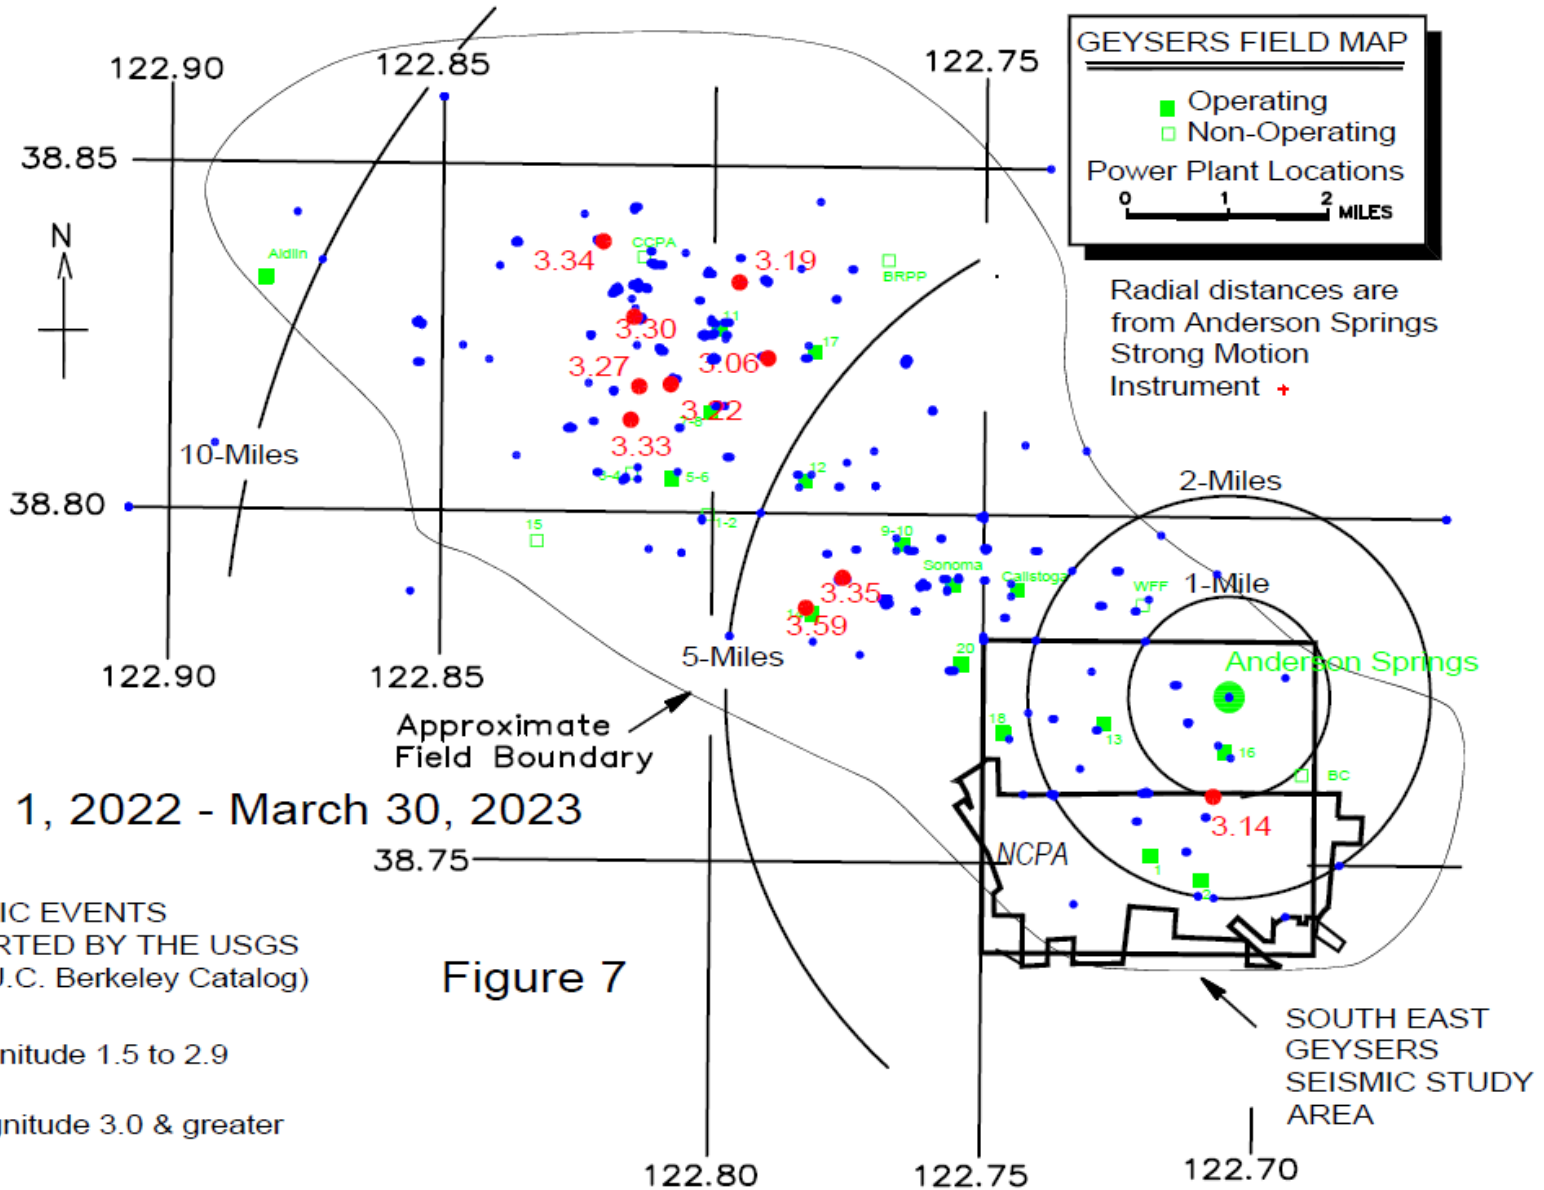 122.90
122.85
122.75
GEYSERS FIELD MAP
Operating
Non-Operating
Power Plant Locations
0 1 2 MILES
38.85
N
Aidlin
CCPA
BRPP
3.34
3.19
Radial distances are
from Anderson Springs
Strong Motion
Instrument
11
3.30
17
3.27
3.06
3.22
3.33
10-Miles
5-6
12
2-Miles
38.80
1-2
15
9-10
Sonoma
Calistoga
WFF
1-Mile
3.35
3.59
5-Miles
20
Anderson Springs
122.90
122.85
Approximate
Field Boundary
18
13
16
BC
1, 2022 - March 30, 2023
3.14
38.75
NCPA
1
2
IC EVENTS
RTED BY THE USGS
J.C. Berkeley Catalog)
Figure 7
SOUTH EAST
GEYSERS
SEISMIC STUDY
AREA
nitude 1.5 to 2.9
gnitude 3.0 & greater
122.80
122.75
122.70